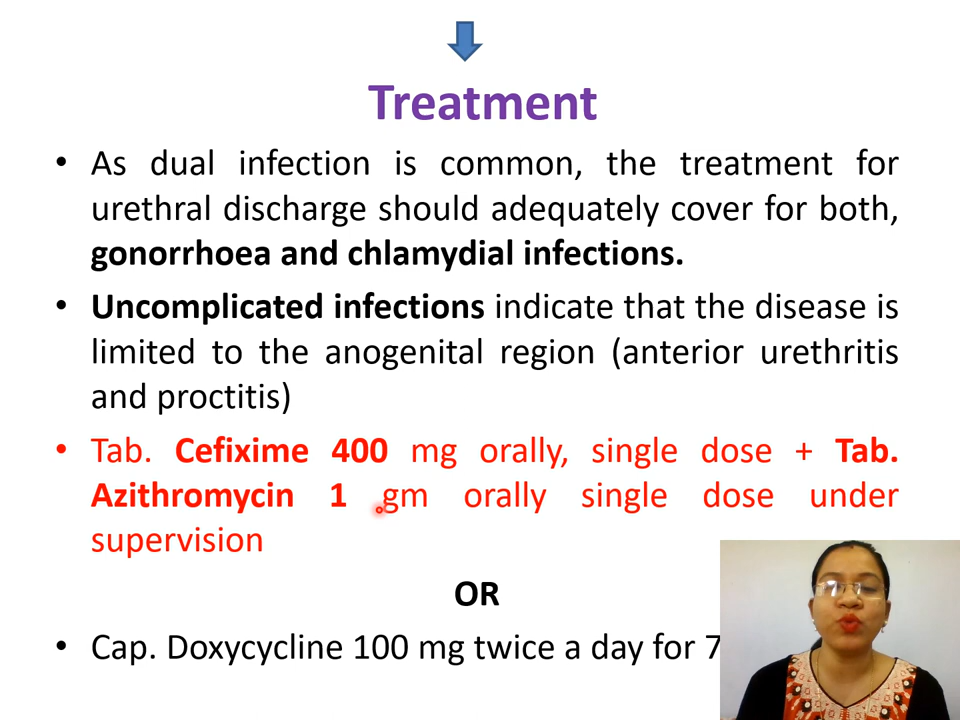 Treatment
• As dual infection is common, the treatment for
urethral discharge should adequately cover for both,
gonorrhoea and chlamydial infections.
• Uncomplicated infections indicate that the disease is
limited to the anogenital region (anterior urethritis
and proctitis)
• Tab. Cefixime 400 mg orally, single dose + Tab.
Azithromycin 1 gm orally single dose under
supervision
OR
• Cap. Doxycycline 100 mg twice a day for 7